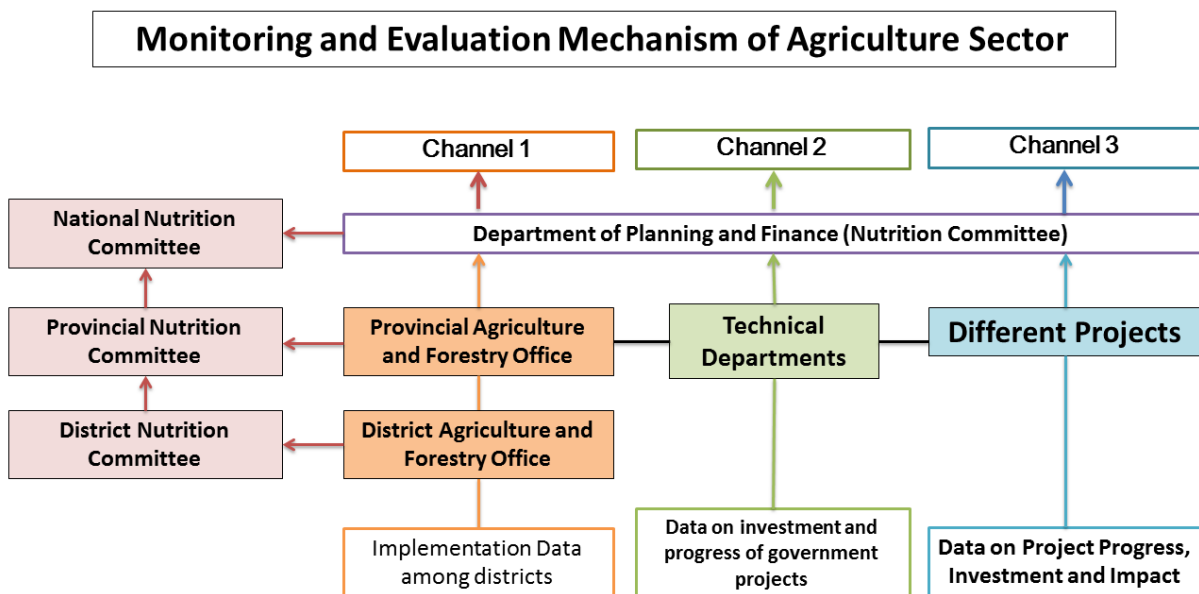 Monitoring and Evaluation Mechanism of Agriculture Sector
Channel 1
Channel 2
Channel 3
National Nutrition
Committee
Department of Planning and Finance (Nutrition Committee)
Provincial Nutrition
Committee
Provincial Agriculture
and Forestry Office
Technical
Departments
Different Projects
District Nutrition
Committee
District Agriculture and
Forestry Office
Implementation Data
among districts
Data on investment and
progress of government
projects
Data on Project Progress,
Investment and Impact